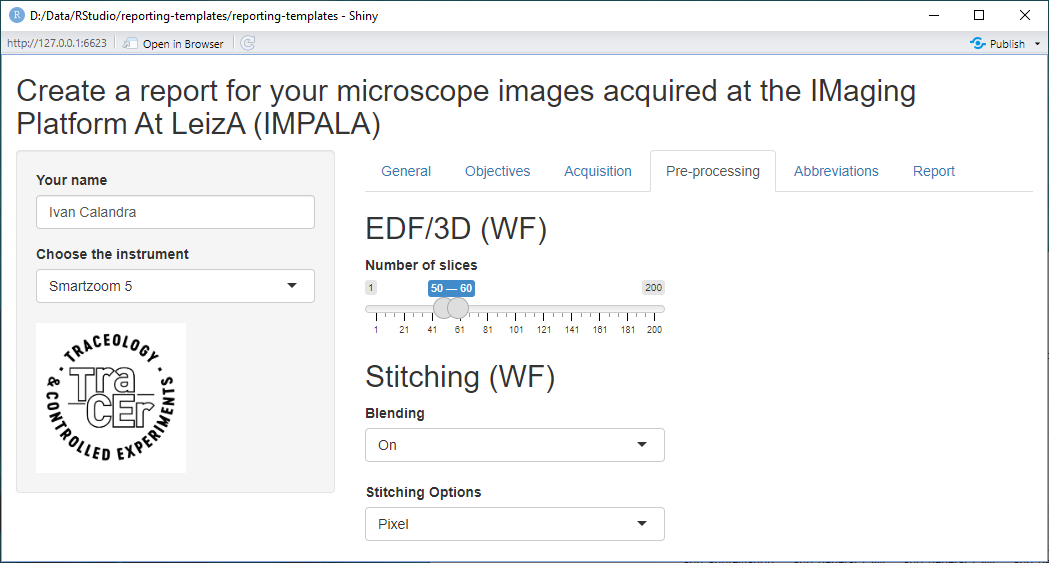 D:/Data/RStudio/reporting-templates/reporting-templates - Shiny
http://127.0.0.1:6623 Open in Browser Publish
Create a report for your microscope images acquired at the IMaging
Platform At LeizA (IMPALA)
Your name
Ivan Calandra
Choose the instrument
Smartzoom 5
· TRACEOLOGY ·
& CONTROLLED EXPERIMENTS
TraCEr
General Objectives Acquisition Pre-processing Abbreviations Report
EDF/3D (WF)
Number of slices
1 50 — 60 200
1 21 41 61 81 101 121 141 161 181 200
Stitching (WF)
Blending
On
Stitching Options
Pixel